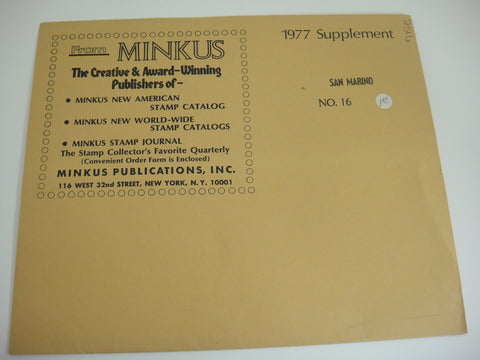 From MINKUS
The Creative & Award-Winning
Publishers of-
• MINKUS NEW AMERICAN
STAMP CATALOG
• MINKUS NEW WORLD-WIDE
STAMP CATALOGS
• MINKUS STAMP JOURNAL
The Stamp Collector's Favorite Quarterly
(Convenient Order Form is Enclosed)
MINKUS PUBLICATIONS, INC.
116 WEST 32nd STREET, NEW YORK, N.Y. 10001
1977 Supplement
SAN MARINO
NO. 16